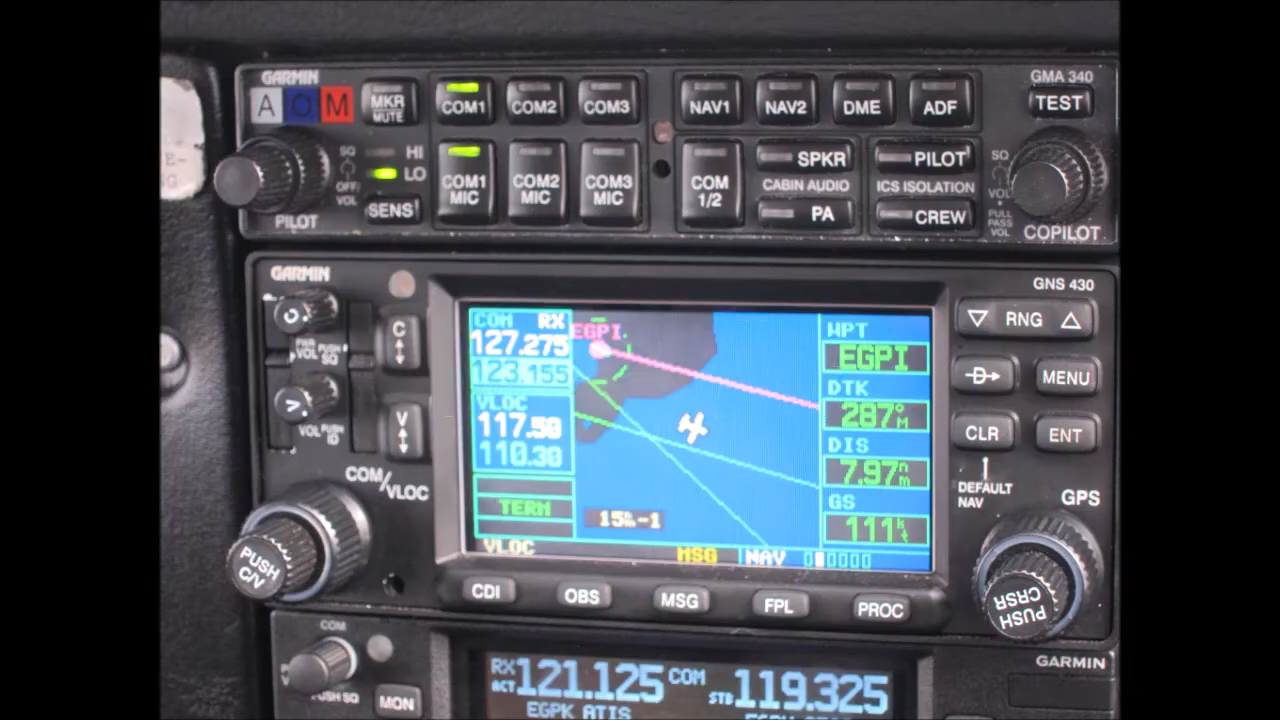 GARMIN
GMA 340
A O M
MKR MUTE
COM1
COM2
COM3
NAV1
NAV2
DME
ADF
TEST
SQ
HI
LO
OFF/
VOL
SENS
PILOT
COM1 MIC
COM2 MIC
COM3 MIC
COM 1/2
SPKR
CABIN AUDIO
PA
PILOT
ICS ISOLATION
CREW
SQ
VOL
PULL
PASS
VOL
COPILOT
GARMIN
GNS 430
C
PWR
VOL
PUSH
SQ
V
VOL
PUSH
ID
COM/VLOC
PUSH
C/V
COM RX
127.275
123.155
VLOC
117.50
110.30
TERM
VLOC
EGPI
MSG
NAV
WPT
EGPI
DTK
287°M
DIS
7.97nm
GS
111kt
RNG
D
MENU
CLR
ENT
DEFAULT
NAV
GPS
PUSH
CRSR
CDI
OBS
MSG
FPL
PROC
COM
PUSH SQ
MON
GARMIN
RX
ACT
121.125
COM
STB
119.325
EGPK ATIS